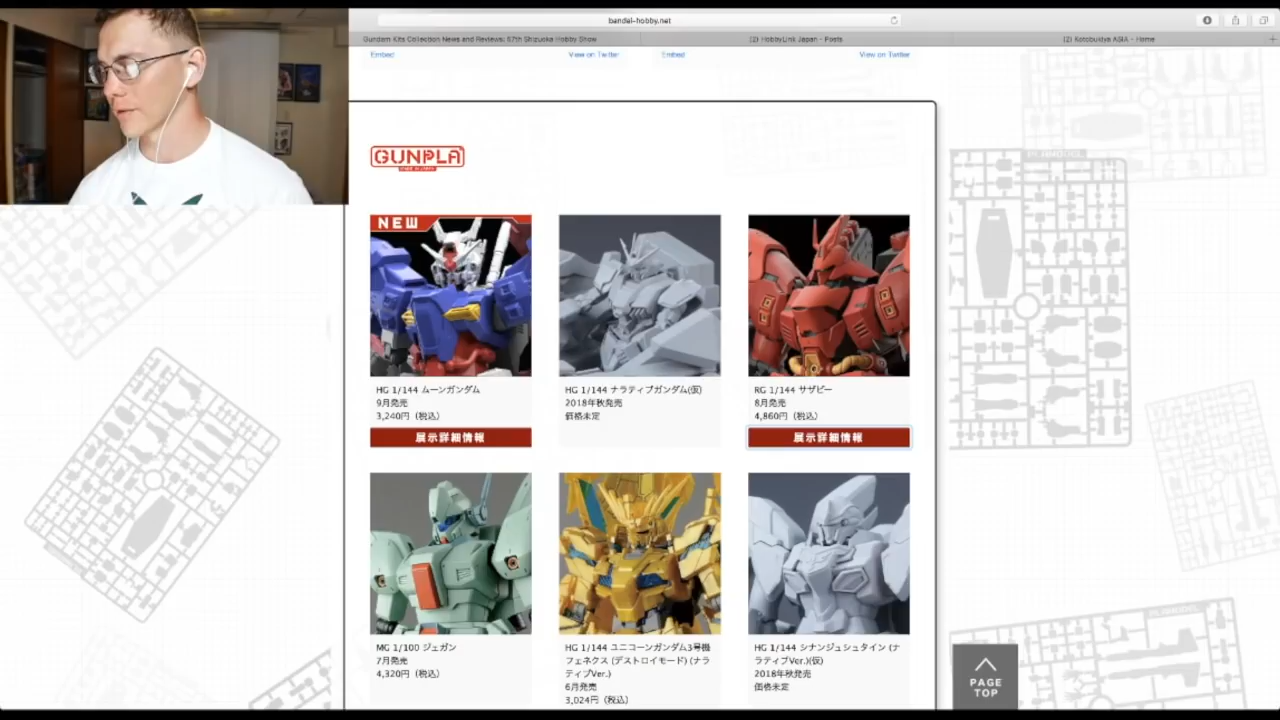 bandai-hobby.net
Gundam Kits Collection News and Reviews: 57th Shizuoka Hobby Show
(2) HobbyLink Japan - Posts
(2) Kotobukiya ASIA - Home
Embed
View on Twitter
Embed
View on Twitter
GUNPLA
MADE IN JAPAN
NEW
HG 1/144 ムーンガンダム
9月発売
3,240円（税込）
展示詳細情報
HG 1/144 ナラティブガンダム(仮)
2018年秋発売
価格未定
RG 1/144 サザビー
8月発売
4,860円（税込）
展示詳細情報
MG 1/100 ジェガン
7月発売
4,320円（税込）
HG 1/144 ユニコーンガンダム3号機
フェネクス (デストロイモード) (ナラ
ティブVer.)
6月発売
3,024円（税込）
HG 1/144 シナンジュシュタイン (ナ
ラティブVer.)(仮)
2018年秋発売
価格未定
PLAMODEL
PLAMODEL
PAGE
TOP